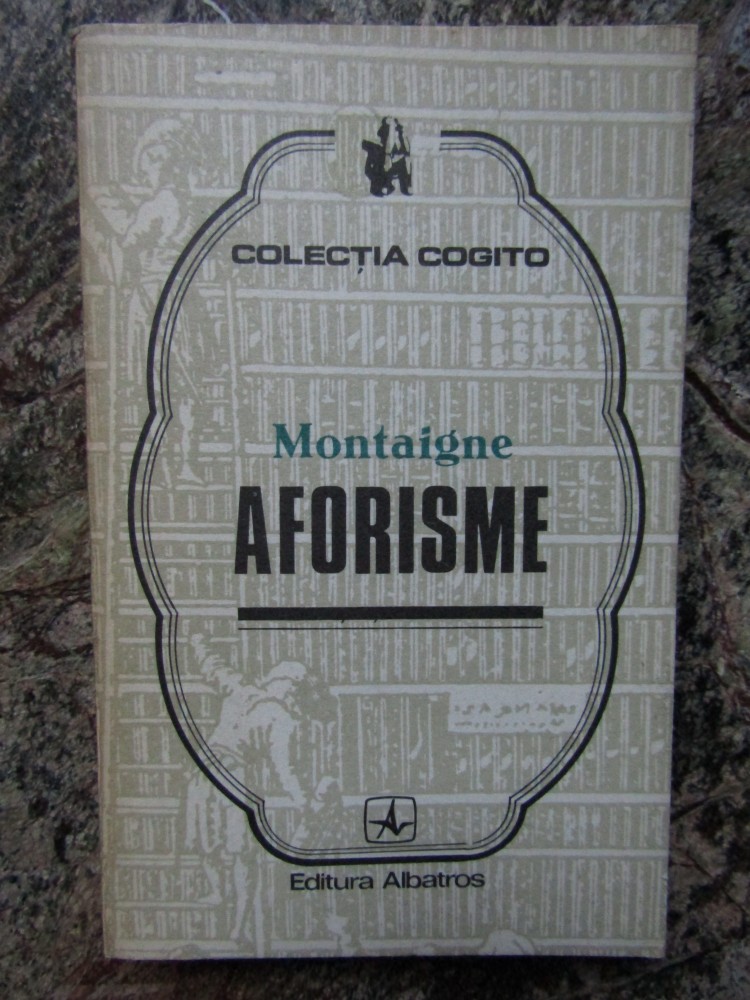 COLECȚIA COGITO
Montaigne
AFORISME
Editura Albatros